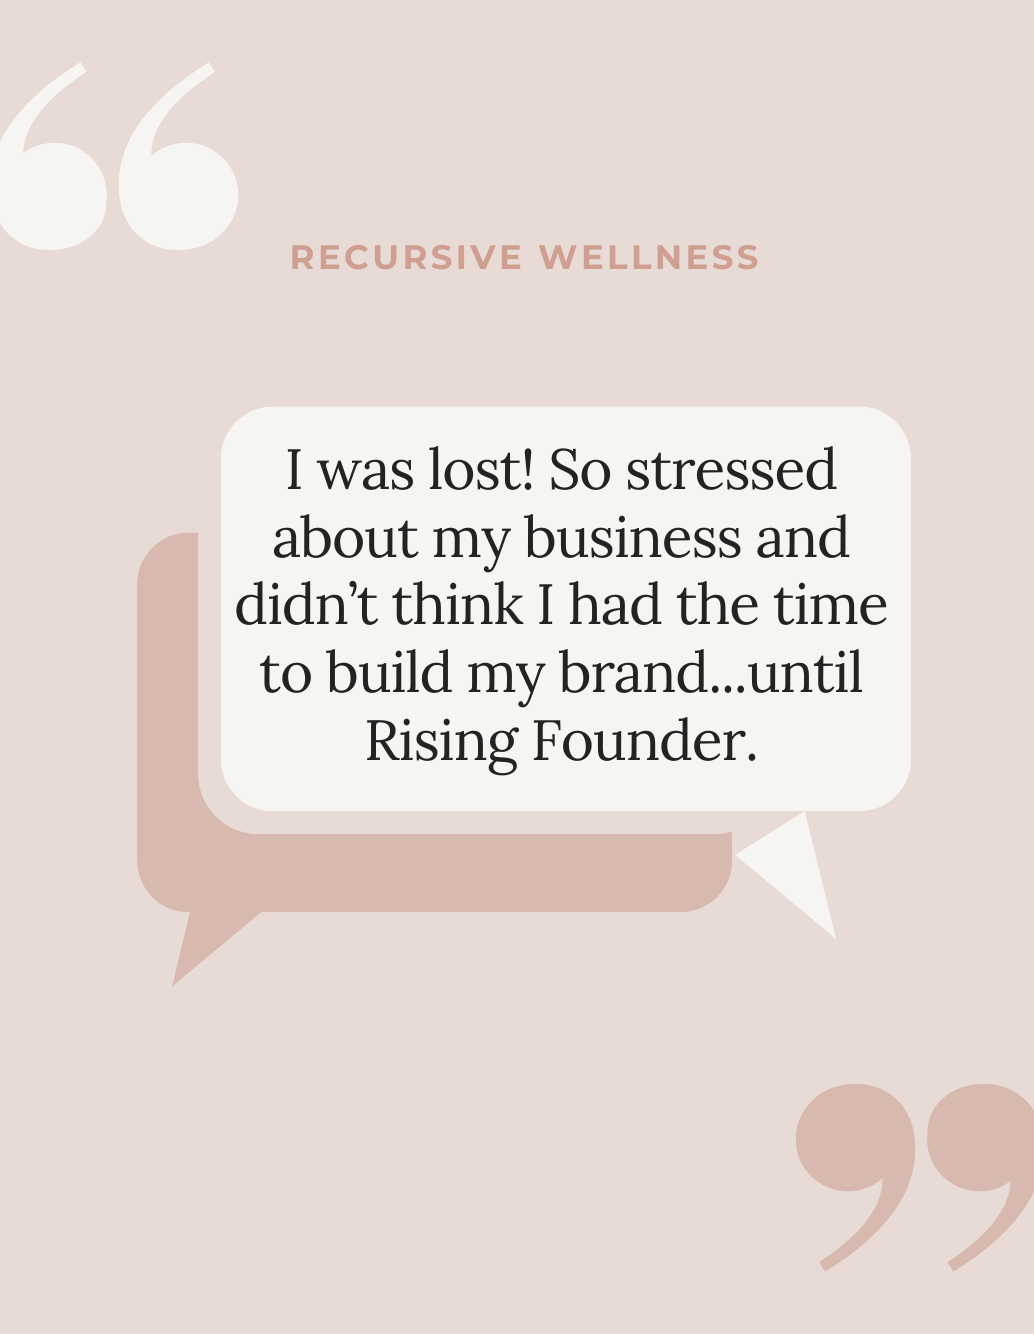 RECURSIVE WELLNESS
I was lost! So stressed
about my business and
didn’t think I had the time
to build my brand...until
Rising Founder.